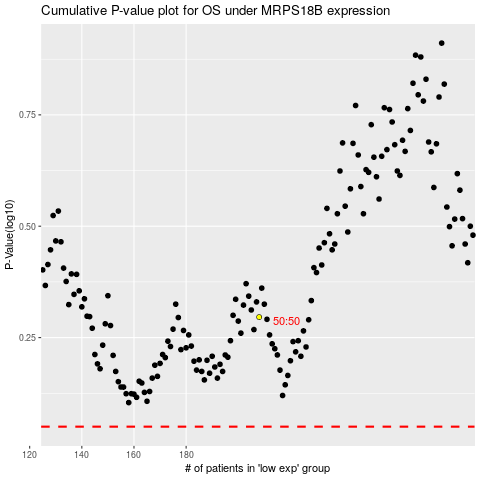 Cumulative P-value plot for OS under MRPS18B expression
P-Value(log10)
0.75
0.50
0.25
50:50
120 140 160 180
# of patients in 'low exp' group